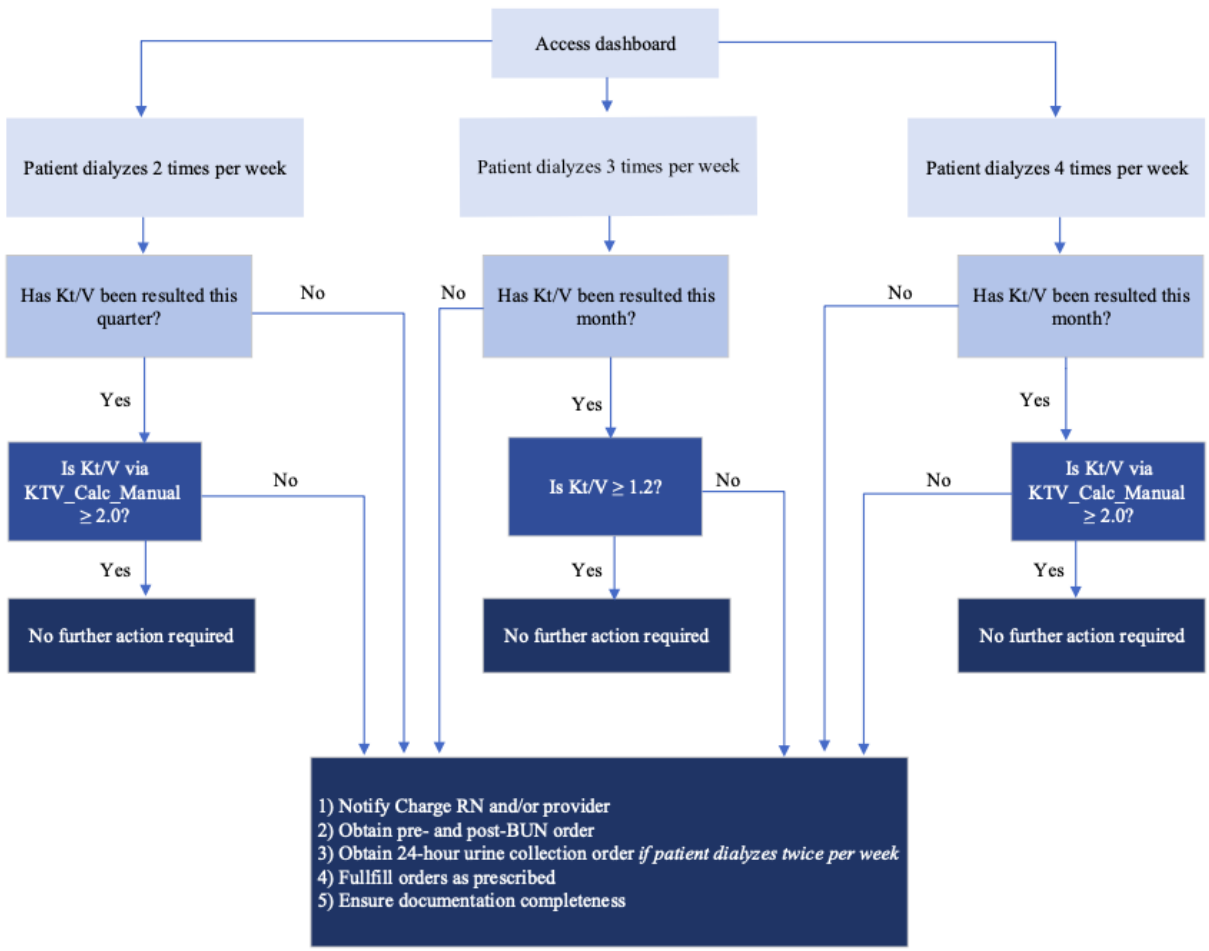 Access dashboard
Patient dialyzes 2 times per week
Patient dialyzes 3 times per week
Patient dialyzes 4 times per week
Has Kt/V been resulted this
quarter?
No
No
Has Kt/V been resulted this
month?
No
Has Kt/V been resulted this
month?
Yes
Yes
Yes
Is Kt/V via
KTV_Calc_Manual
≥ 2.0?
No
Is Kt/V ≥ 1.2?
No
No
Is Kt/V via
KTV_Calc_Manual
≥ 2.0?
Yes
Yes
Yes
No further action required
No further action required
No further action required
1) Notify Charge RN and/or provider
2) Obtain pre- and post-BUN order
3) Obtain 24-hour urine collection order if patient dialyzes twice per week
4) Fullfill orders as prescribed
5) Ensure documentation completeness